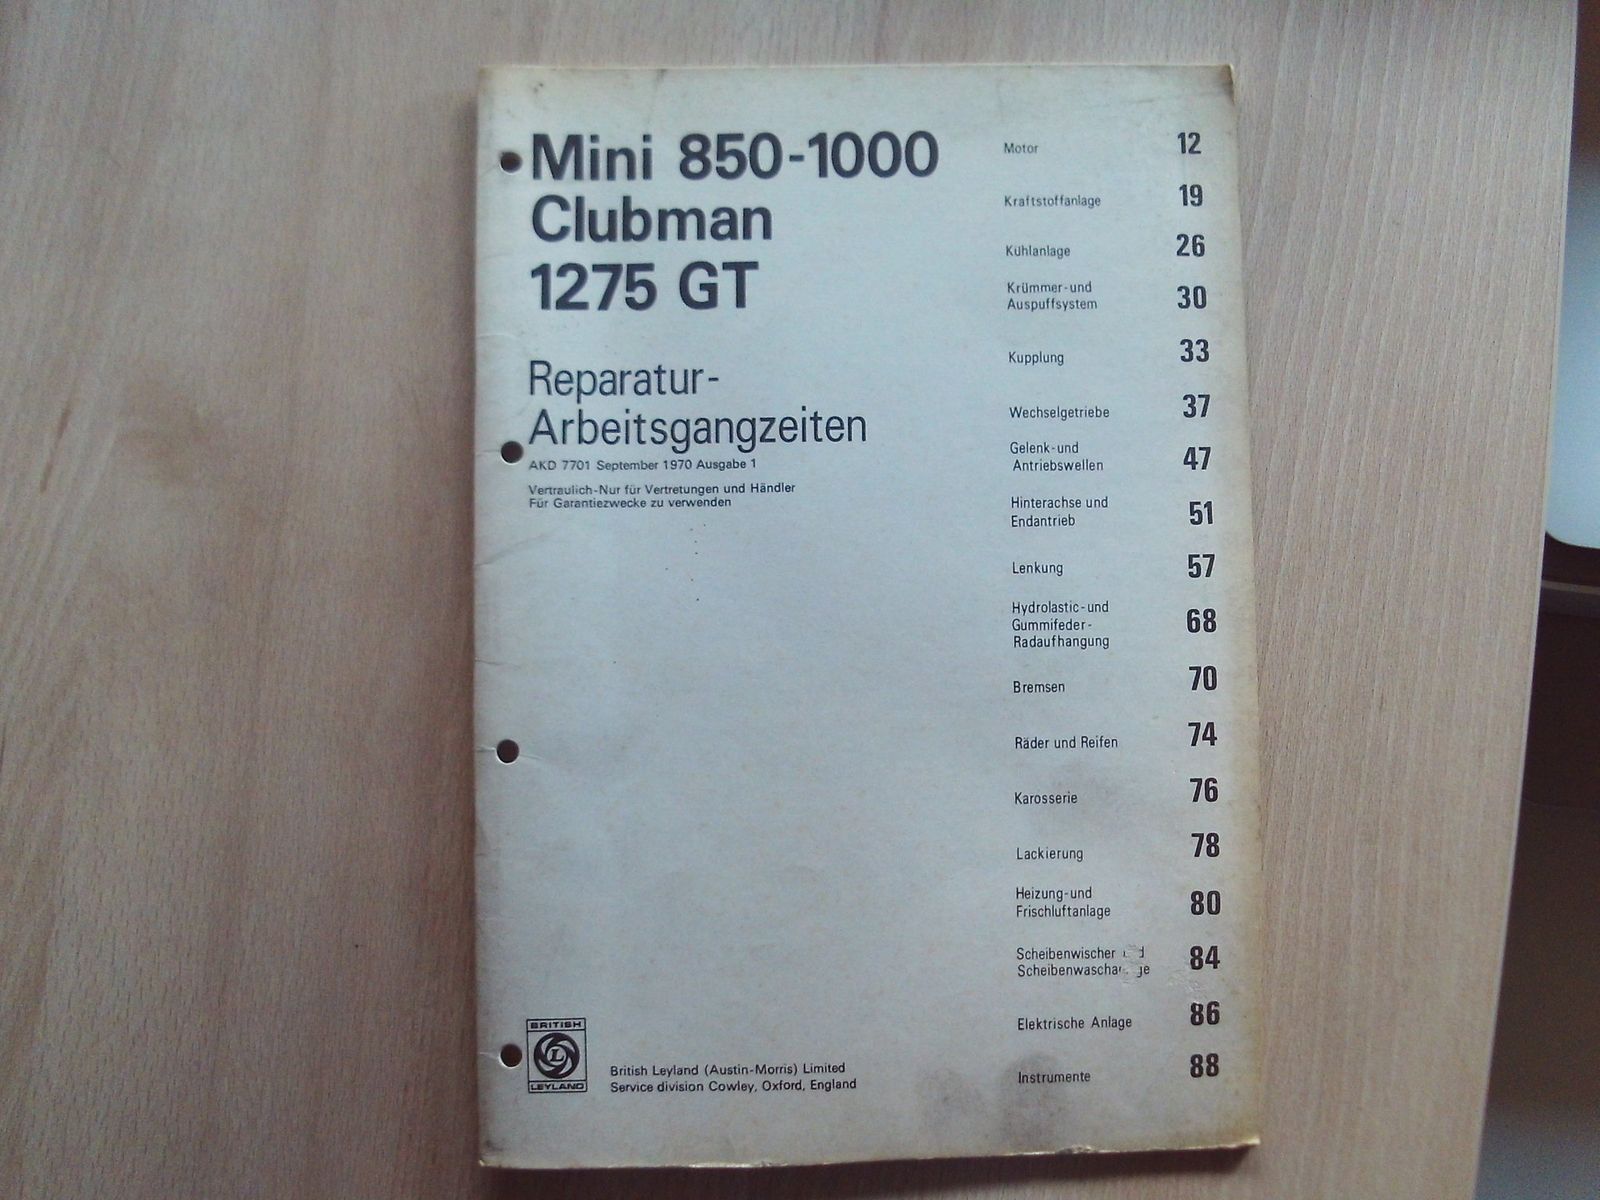 Mini 850-1000
Clubman
1275 GT
Reparatur-
Arbeitsgangzeiten
AKD 7701 September 1970 Ausgabe 1
Vertraulich-Nur für Vertretungen und Händler
Für Garantiezwecke zu verwenden
Motor 12
Kraftstoffanlage 19
Kühlanlage 26
Krümmer-und
Auspuffsystem 30
Kupplung 33
Wechselgetriebe 37
Gelenk-und
Antriebswellen 47
Hinterachse und
Endantrieb 51
Lenkung 57
Hydrolastic-und
Gummifeder-
Radaufhangung 68
Bremsen 70
Räder und Reifen 74
Karosserie 76
Lackierung 78
Heizung-und
Frischluftanlage 80
Scheibenwischer
84
Elektrische Anlage 86
Instrumente 88
BRITISH
L
LEYLAND
British Leyland (Austin-Morris) Limited
Service division Cowley, Oxford, England